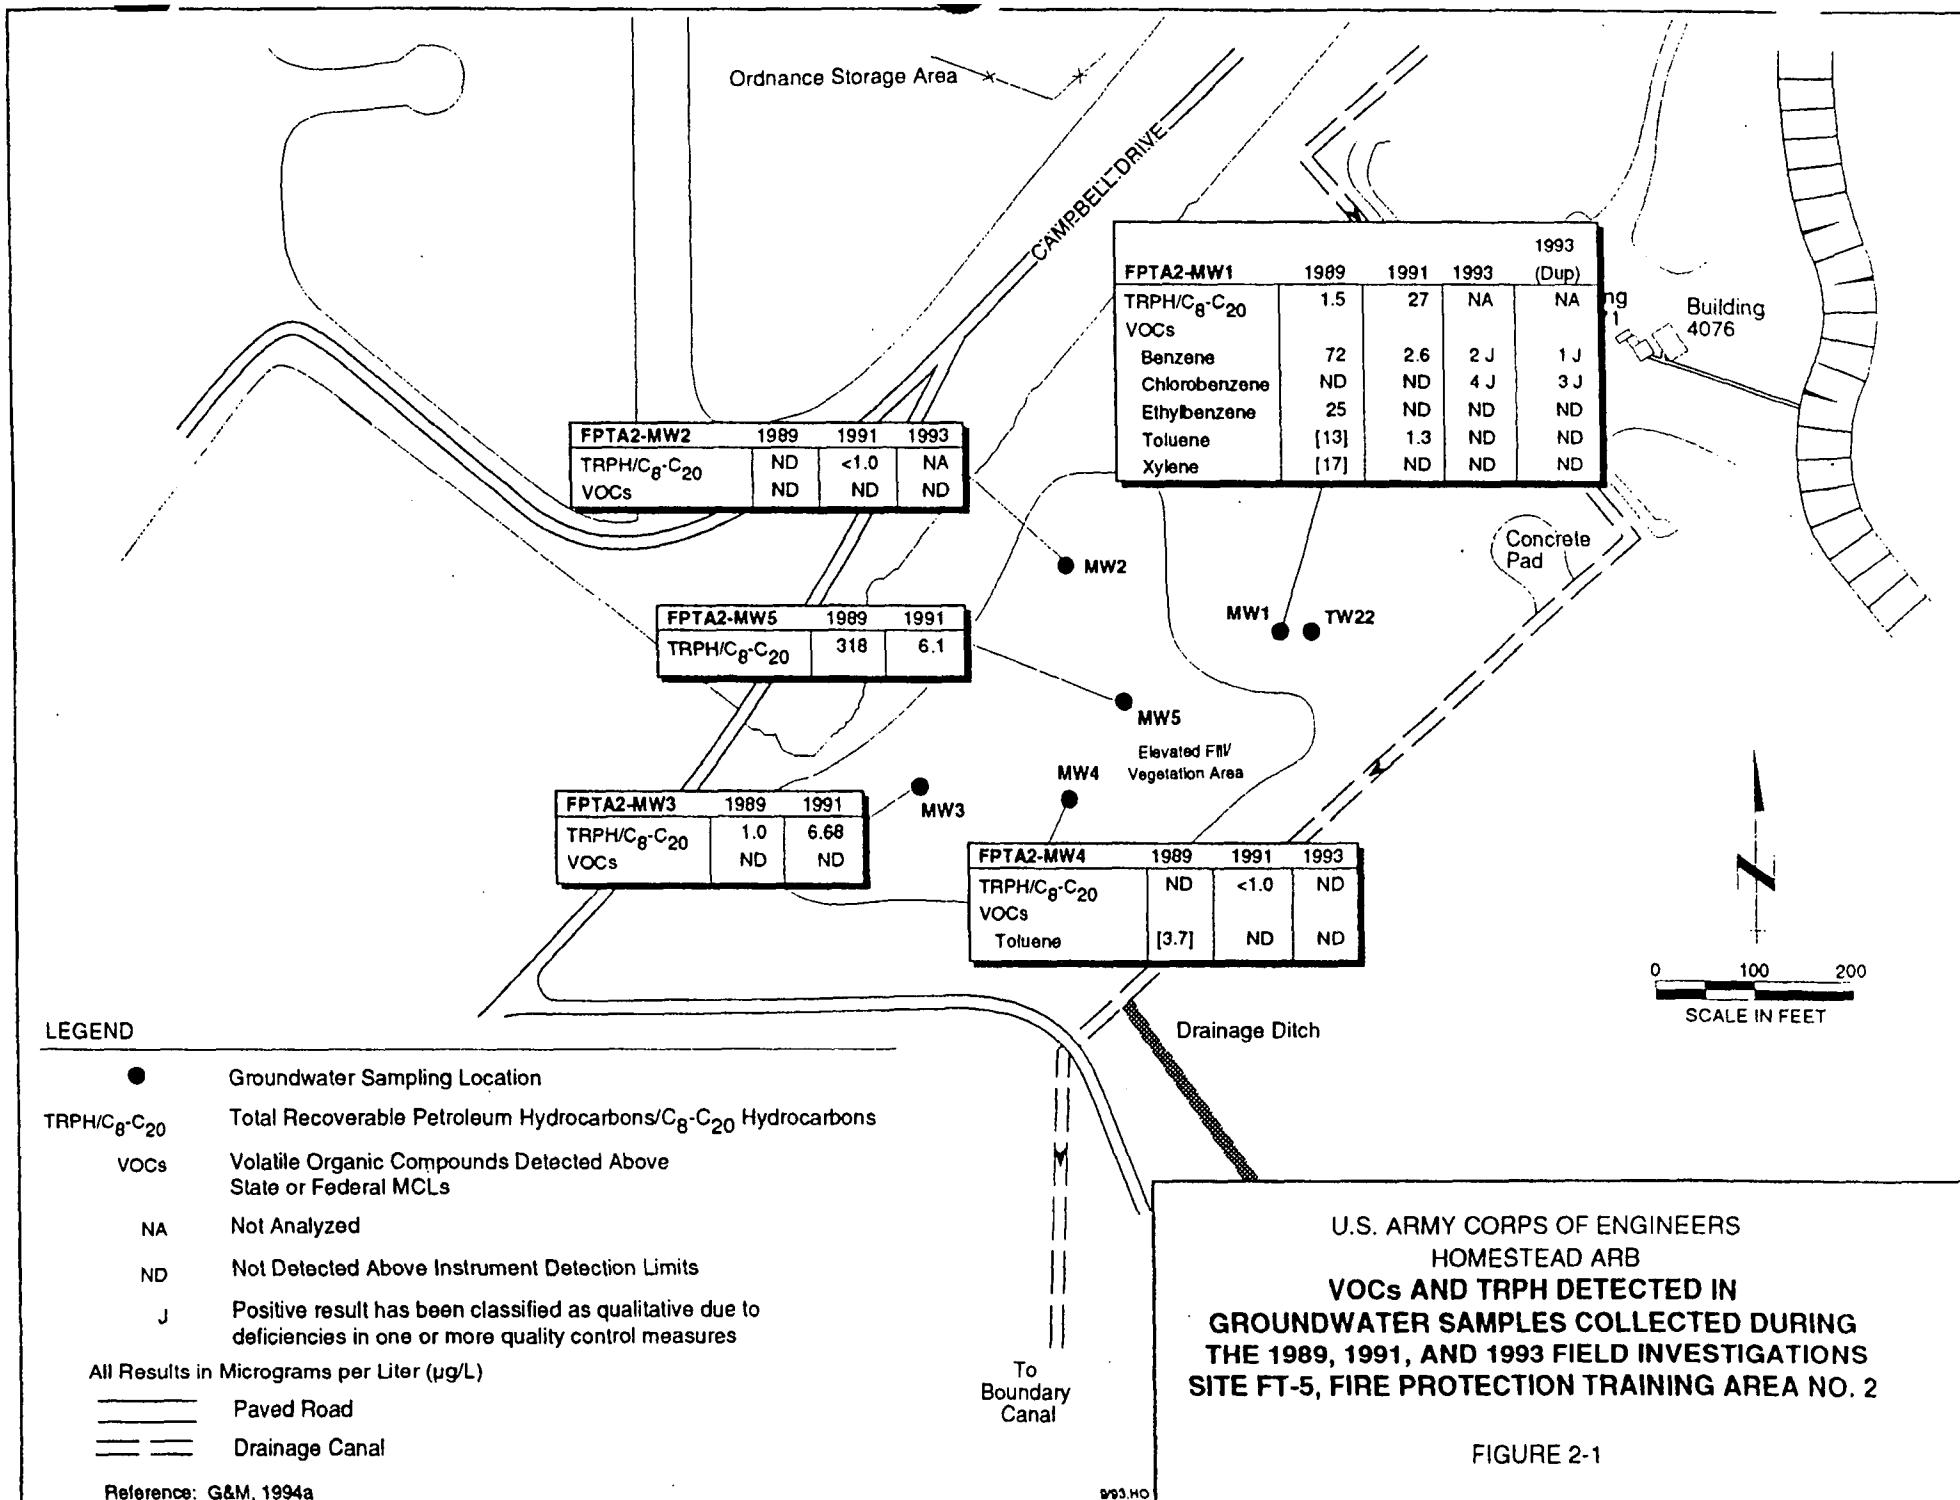 Ordnance Storage Area
CAMPBELL DRIVE
1993
FPTA2-MW1 1989 1991 1993 (Dup)
TRPH/C8-C20 1.5 27 NA NA
VOCs
Benzene 72 2.6 2 J 1 J
Chlorobenzene ND ND 4 J 3 J
Ethylbenzene 25 ND ND ND
Toluene [13] 1.3 ND ND
Xylene [17] ND ND ND
ng
1
Building
4076
FPTA2-MW2 1989 1991 1993
TRPH/C8-C20 ND <1.0 NA
VOCs ND ND ND
Concrete
Pad
MW2
MW1 TW22
FPTA2-MW5 1989 1991
TRPH/C8-C20 318 6.1
MW5
Elevated Fill/
Vegetation Area
MW4
MW3
FPTA2-MW3 1989 1991
TRPH/C8-C20 1.0 6.68
VOCs ND ND
FPTA2-MW4 1989 1991 1993
TRPH/C8-C20 ND <1.0 ND
VOCs
Toluene [3.7] ND ND
0 100 200
SCALE IN FEET
Drainage Ditch
To
Boundary
Canal
LEGEND
Groundwater Sampling Location
TRPH/C8-C20 Total Recoverable Petroleum Hydrocarbons/C8-C20 Hydrocarbons
VOCs Volatile Organic Compounds Detected Above
State or Federal MCLs
NA Not Analyzed
ND Not Detected Above Instrument Detection Limits
J Positive result has been classified as qualitative due to
deficiencies in one or more quality control measures
All Results in Micrograms per Liter (µg/L)
Paved Road
Drainage Canal
Reference: G&M, 1994a
9/93.HO
U.S. ARMY CORPS OF ENGINEERS
HOMESTEAD ARB
VOCs AND TRPH DETECTED IN
GROUNDWATER SAMPLES COLLECTED DURING
THE 1989, 1991, AND 1993 FIELD INVESTIGATIONS
SITE FT-5, FIRE PROTECTION TRAINING AREA NO. 2
FIGURE 2-1